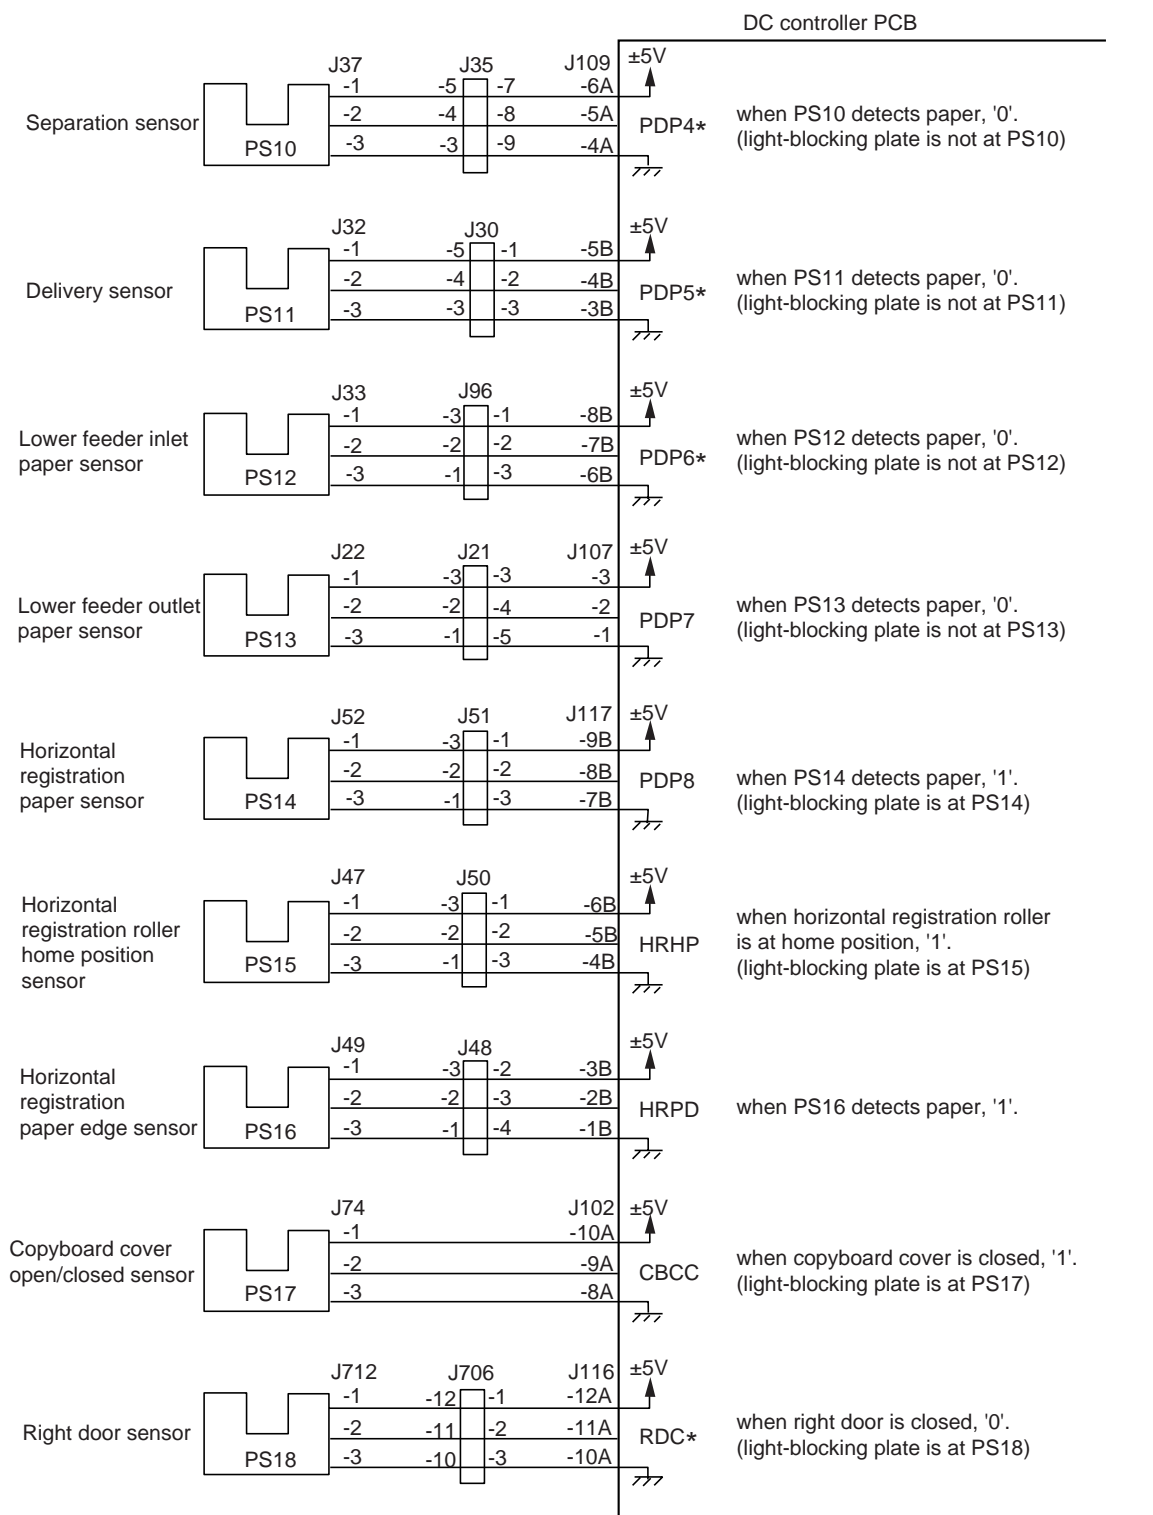 DC controller PCB
J37 J35 J109 ±5V
-1 -5 -7 -6A
Separation sensor -2 -4 -8 -5A PDP4* when PS10 detects paper, '0'.
PS10 -3 -3 -9 -4A (light-blocking plate is not at PS10)
J32 J30 ±5V
-1 -5 -1 -5B
Delivery sensor -2 -4 -2 -4B PDP5* when PS11 detects paper, '0'.
PS11 -3 -3 -3 -3B (light-blocking plate is not at PS11)
J33 J96 ±5V
-1 -3 -1 -8B
Lower feeder inlet -2 -2 -2 -7B PDP6* when PS12 detects paper, '0'.
paper sensor PS12 -3 -1 -3 -6B (light-blocking plate is not at PS12)
J22 J21 J107 ±5V
-1 -3 -3 -3
Lower feeder outlet -2 -2 -4 -2 PDP7 when PS13 detects paper, '0'.
paper sensor PS13 -3 -1 -5 -1 (light-blocking plate is not at PS13)
J52 J51 J117 ±5V
Horizontal -1 -3 -1 -9B
registration -2 -2 -2 -8B PDP8 when PS14 detects paper, '1'.
paper sensor PS14 -3 -1 -3 -7B (light-blocking plate is at PS14)
J47 J50 ±5V
Horizontal -1 -3 -1 -6B when horizontal registration roller
registration roller -2 -2 -2 -5B HRHP is at home position, '1'.
home position PS15 -3 -1 -3 -4B (light-blocking plate is at PS15)
sensor
J49 J48 ±5V
Horizontal -1 -3 -2 -3B
registration -2 -2 -3 -2B HRPD when PS16 detects paper, '1'.
paper edge sensor PS16 -3 -1 -4 -1B
J74 J102 ±5V
-1 -10A
Copyboard cover -2 -9A CBCC when copyboard cover is closed, '1'.
open/closed sensor PS17 -3 -8A (light-blocking plate is at PS17)
J712 J706 J116 ±5V
-1 -12 -1 -12A
Right door sensor -2 -11 -2 -11A RDC* when right door is closed, '0'.
PS18 -3 -10 -3 -10A (light-blocking plate is at PS18)